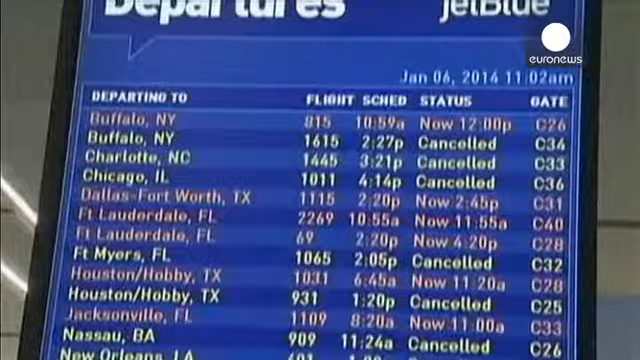 Departures jetBlue
euronews
Jan 06, 2014 11:02am
DEPARTING TO FLIGHT SCHED STATUS GATE
Buffalo, NY 815 10:59a Now 12:00p C26
Buffalo, NY 1615 2:27p Cancelled C34
Charlotte, NC 1445 3:21p Cancelled C33
Chicago, IL 1011 4:14p Cancelled C36
Dallas-Fort Worth, TX 1115 2:20p Now 2:45p C31
Ft Lauderdale, FL 2269 10:55a Now 11:55a C40
Ft Lauderdale, FL 69 2:20p Now 4:20p C28
Ft Myers, FL 1065 2:05p Cancelled C32
Houston/Hobby, TX 1031 6:45a Now 11:20a C28
Houston/Hobby, TX 931 1:20p Cancelled C25
Jacksonville, FL 1109 8:20a Now 11:00a C33
Nassau, BA 909 11:24a Cancelled C26
New Orleans, LA